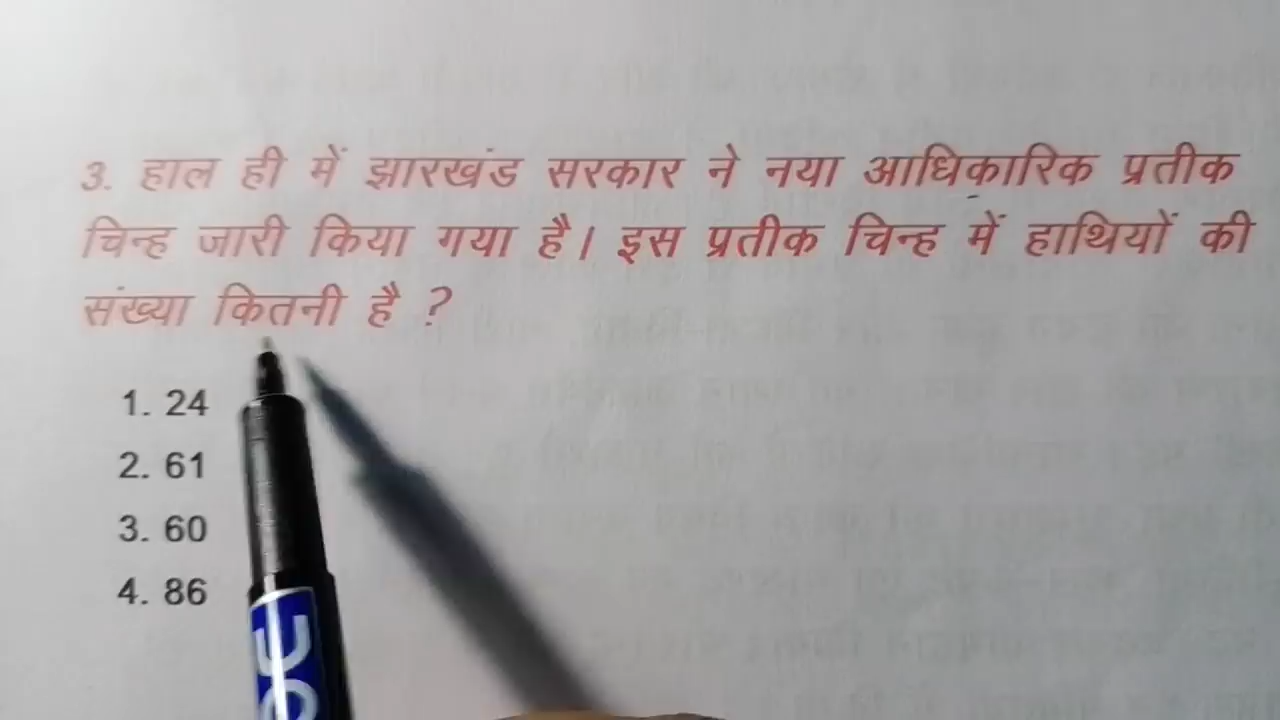 3. हाल ही में झारखंड सरकार ने नया आधिकारिक प्रतीक
चिन्ह जारी किया गया है। इस प्रतीक चिन्ह में हाथियों की
संख्या कितनी है ?
1. 24
2. 61
3. 60
4. 86